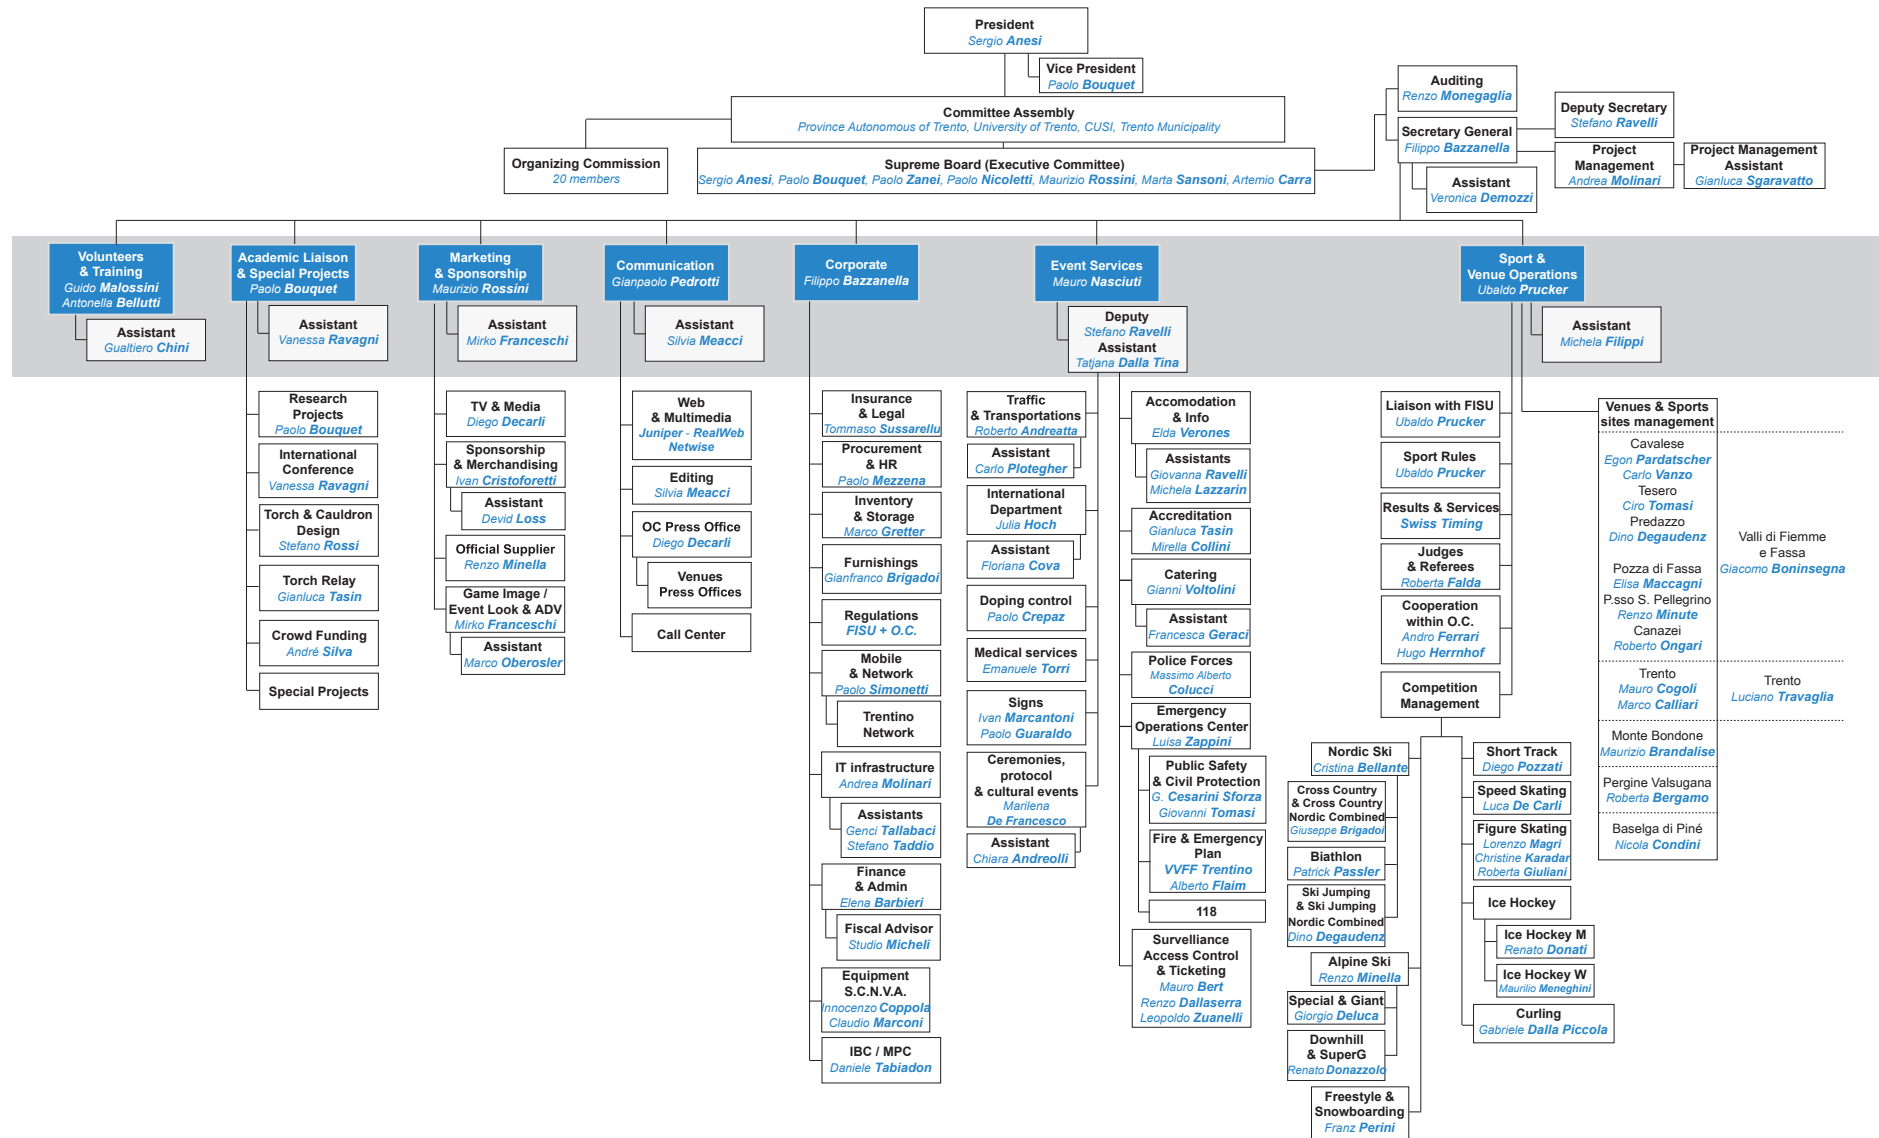 President
Sergio Anesi
Vice President
Paolo Bouquet
Committee Assembly
Province Autonomous of Trento, University of Trento, CUSI, Trento Municipality
Organizing Commission
20 members
Supreme Board (Executive Committee)
Sergio Anesi, Paolo Bouquet, Paolo Zanei, Paolo Nicoletti, Maurizio Rossini, Marta Sansoni, Artemio Carra
Auditing
Renzo Monegaglia
Secretary General
Filippo Bazzanella
Deputy Secretary
Stefano Ravelli
Project
Management
Andrea Molinari
Project Management
Assistant
Gianluca Sgaravatto
Assistant
Veronica Demozzi
Volunteers
& Training
Guido Malossini
Antonella Bellutti
Assistant
Gualtiero Chini
Academic Liaison
& Special Projects
Paolo Bouquet
Assistant
Vanessa Ravagni
Research
Projects
Paolo Bouquet
International
Conference
Vanessa Ravagni
Torch & Cauldron
Design
Stefano Rossi
Torch Relay
Gianluca Tasin
Crowd Funding
André Silva
Special Projects
Marketing
& Sponsorship
Maurizio Rossini
Assistant
Mirko Franceschi
TV & Media
Diego Decarli
Sponsorship
& Merchandising
Ivan Cristoforetti
Assistant
Devid Loss
Official Supplier
Renzo Minella
Game Image /
Event Look & ADV
Mirko Franceschi
Assistant
Marco Oberosler
Communication
Gianpaolo Pedrotti
Assistant
Silvia Meacci
Web
& Multimedia
Juniper - RealWeb
Netwise
Editing
Silvia Meacci
OC Press Office
Diego Decarli
Venues
Press Offices
Call Center
Corporate
Filippo Bazzanella
Insurance
& Legal
Tommaso Sussarellu
Procurement
& HR
Paolo Mezzena
Inventory
& Storage
Marco Gretter
Furnishings
Gianfranco Brigadoi
Regulations
FISU + O.C.
Mobile
& Network
Paolo Simonetti
Trentino
Network
IT infrastructure
Andrea Molinari
Assistants
Genci Tallabaci
Stefano Taddio
Finance
& Admin
Elena Barbieri
Fiscal Advisor
Studio Micheli
Equipment
S.C.N.V.A.
Innocenzo Coppola
Claudio Marconi
IBC / MPC
Daniele Tabiadon
Event Services
Mauro Nasciuti
Deputy
Stefano Ravelli
Assistant
Tatjana Dalla Tina
Traffic
& Transportations
Roberto Andreatta
Assistant
Carlo Plotegher
International
Department
Julia Hoch
Assistant
Floriana Cova
Doping control
Paolo Crepaz
Medical services
Emanuele Torri
Signs
Ivan Marcantoni
Paolo Guaraldo
Ceremonies,
protocol
& cultural events
Marilena
De Francesco
Assistant
Chiara Andreolli
Accomodation
& Info
Elda Verones
Assistants
Giovanna Ravelli
Michela Lazzarin
Accreditation
Gianluca Tasin
Mirella Collini
Catering
Gianni Voltolini
Assistant
Francesca Geraci
Police Forces
Massimo Alberto
Colucci
Emergency
Operations Center
Luisa Zappini
Public Safety
& Civil Protection
G. Cesarini Sforza
Giovanni Tomasi
Fire & Emergency
Plan
VVFF Trentino
Alberto Flaim
118
Survelliance
Access Control
& Ticketing
Mauro Bert
Renzo Dallaserra
Leopoldo Zuanelli
Sport &
Venue Operations
Ubaldo Prucker
Assistant
Michela Filippi
Liaison with FISU
Ubaldo Prucker
Sport Rules
Ubaldo Prucker
Results & Services
Swiss Timing
Judges
& Referees
Roberta Falda
Cooperation
within O.C.
Andro Ferrari
Hugo Herrnhof
Competition
Management
Nordic Ski
Cristina Bellante
Cross Country
& Cross Country
Nordic Combined
Giuseppe Brigadoi
Biathlon
Patrick Passler
Ski Jumping
& Ski Jumping
Nordic Combined
Dino Degaudenz
Alpine Ski
Renzo Minella
Special & Giant
Giorgio Deluca
Downhill
& SuperG
Renato Donazzolo
Freestyle &
Snowboarding
Franz Perini
Short Track
Diego Pozzati
Speed Skating
Luca De Carli
Figure Skating
Lorenzo Magri
Christine Karadar
Roberta Giuliani
Ice Hockey
Ice Hockey M
Renato Donati
Ice Hockey W
Maurilio Meneghini
Curling
Gabriele Dalla Piccola
Venues & Sports
sites management
Cavalese
Egon Pardatscher
Carlo Vanzo
Tesero
Ciro Tomasi
Predazzo
Dino Degaudenz
Pozza di Fassa
Elisa Maccagni
P.sso S. Pellegrino
Renzo Minute
Canazei
Roberto Ongari
Valli di Fiemme
e Fassa
Giacomo Boninsegna
Trento
Mauro Cogoli
Marco Calliari
Trento
Luciano Travaglia
Monte Bondone
Maurizio Brandalise
Pergine Valsugana
Roberta Bergamo
Baselga di Piné
Nicola Condini